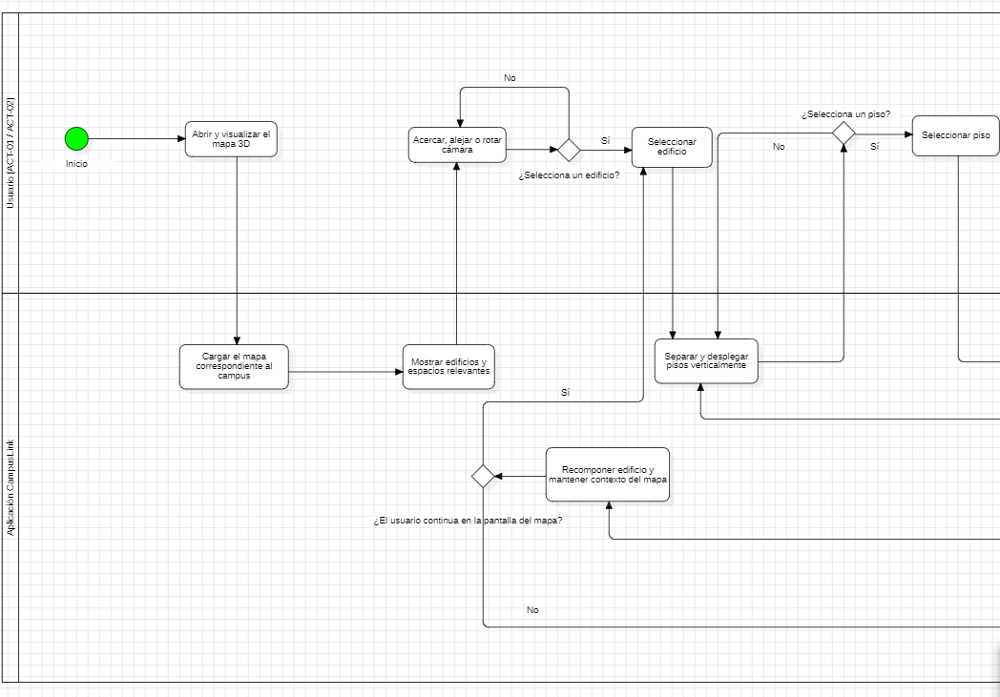 Usuario [ACT-01 / ACT-02]
Inicio
Abrir y visualizar el
mapa 3D
No
Acercar, alejar o rotar
cámara
¿Selecciona un edificio?
Sí
Seleccionar
edificio
¿Selecciona un piso?
No
Sí
Seleccionar piso
Aplicación CampusLink
Cargar el mapa
correspondiente al
campus
Mostrar edificios y
espacios relevantes
Separar y desplegar
pisos verticalmente
Sí
Recomponer edificio y
mantener contexto del mapa
¿El usuario continua en la pantalla del mapa?
No